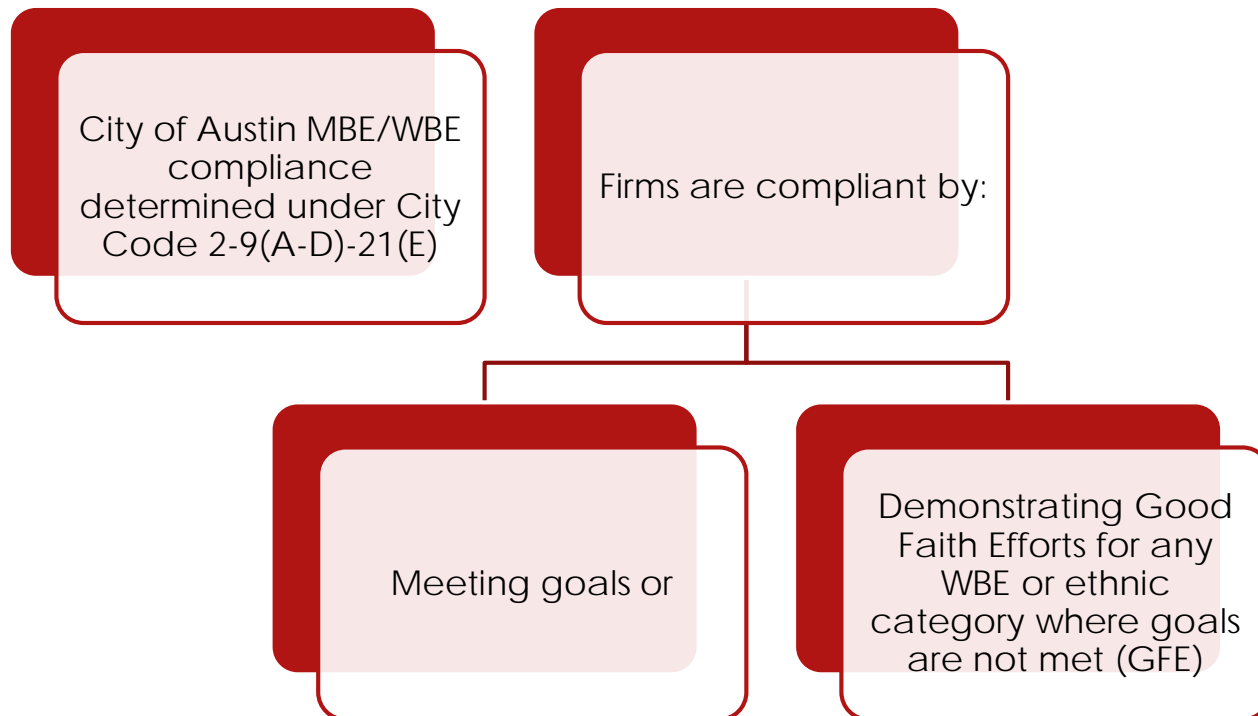 City of Austin MBE/WBE
compliance
determined under City
Code 2-9(A-D)-21(E)
Firms are compliant by:
Meeting goals or
Demonstrating Good
Faith Efforts for any
WBE or ethnic
category where goals
are not met (GFE)